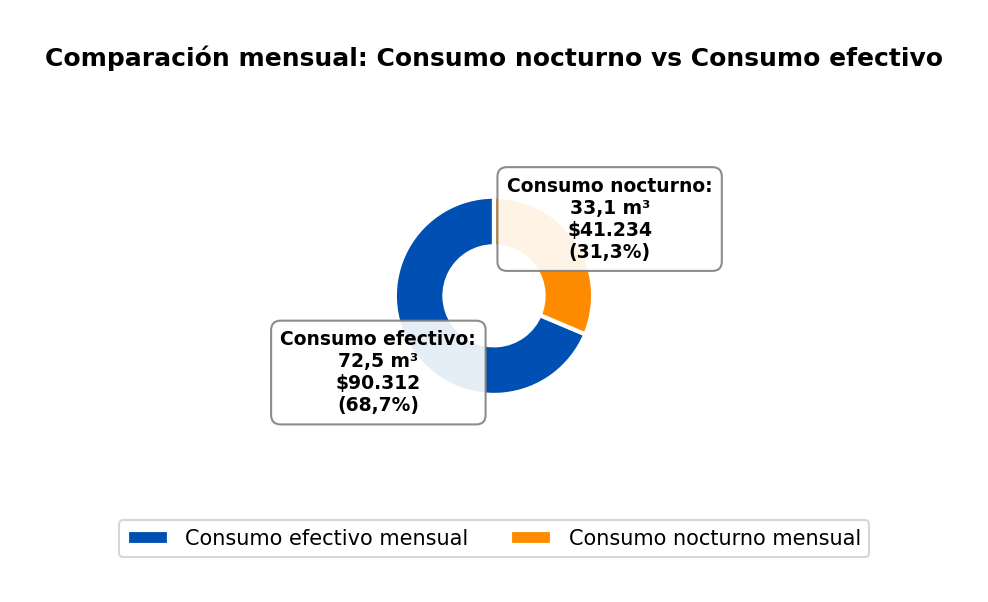 Comparación mensual: Consumo nocturno vs Consumo efectivo
Consumo nocturno:
33,1 m³
$41.234
(31,3%)
Consumo efectivo:
72,5 m³
$90.312
(68,7%)
Consumo efectivo mensual
Consumo nocturno mensual